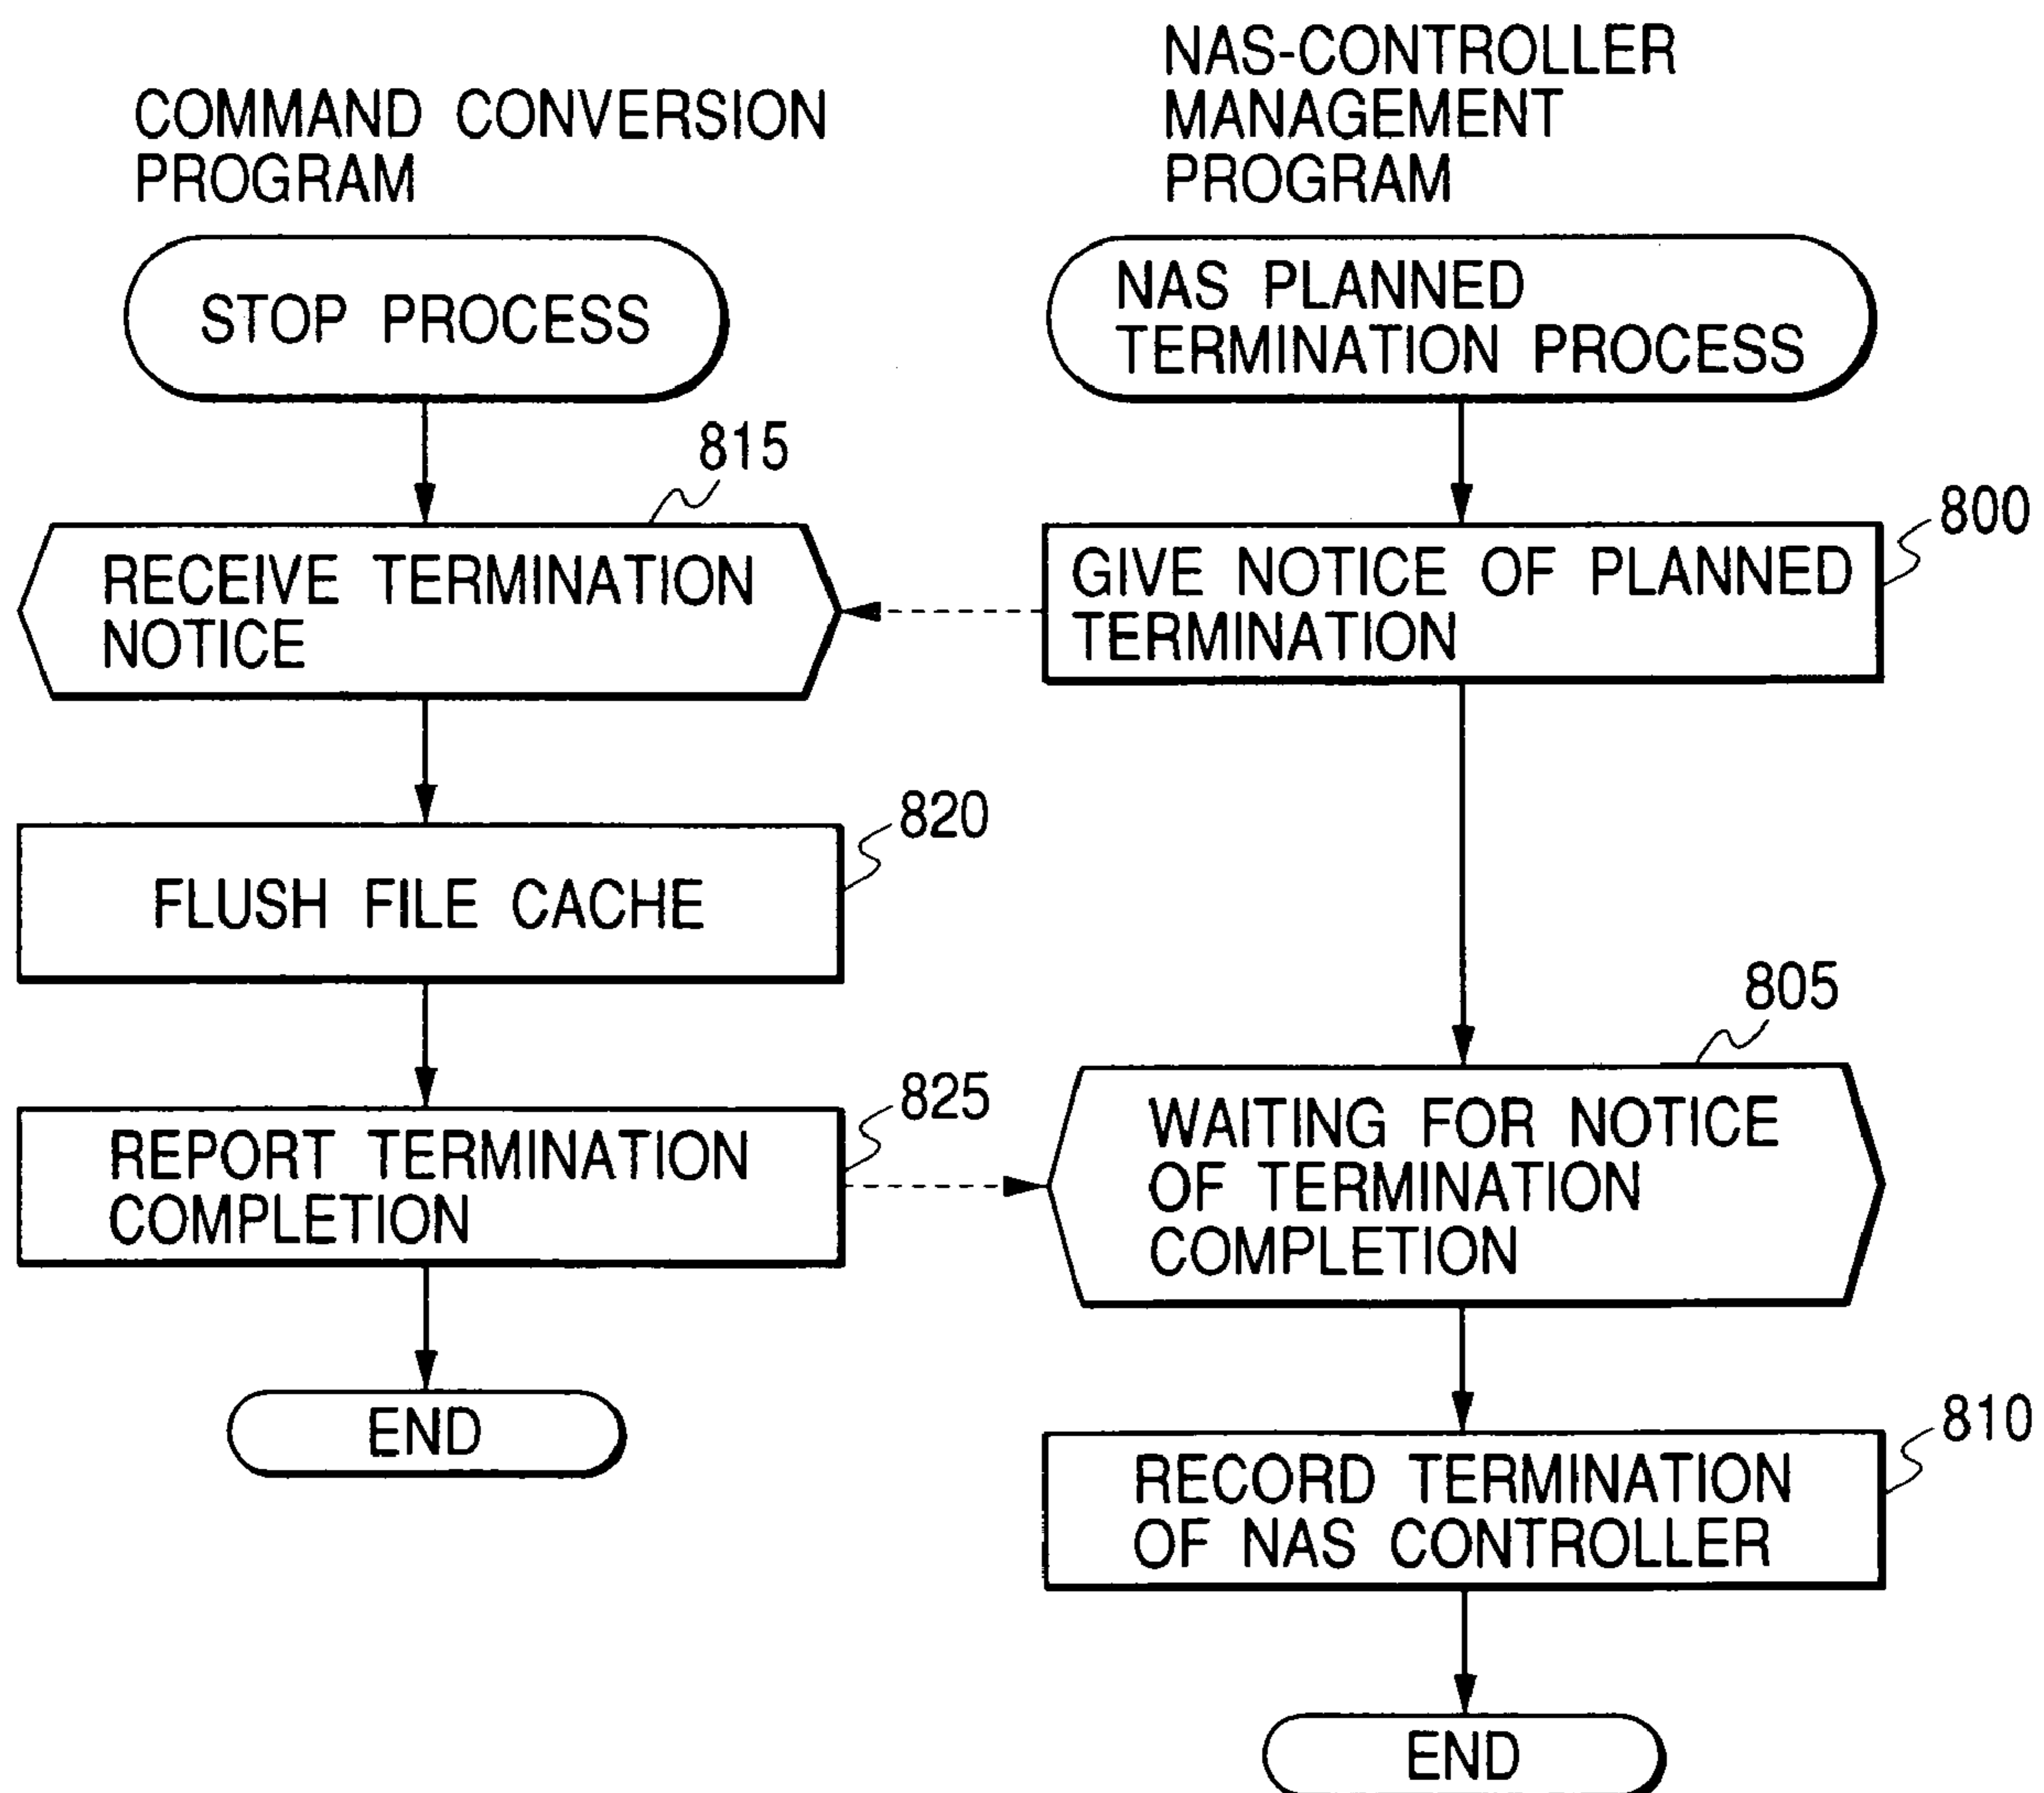 COMMAND CONVERSION
PROGRAM
STOP PROCESS
815
RECEIVE TERMINATION
NOTICE
820
FLUSH FILE CACHE
825
REPORT TERMINATION
COMPLETION
END
NAS-CONTROLLER
MANAGEMENT
PROGRAM
NAS PLANNED
TERMINATION PROCESS
800
GIVE NOTICE OF PLANNED
TERMINATION
805
WAITING FOR NOTICE
OF TERMINATION
COMPLETION
810
RECORD TERMINATION
OF NAS CONTROLLER
END